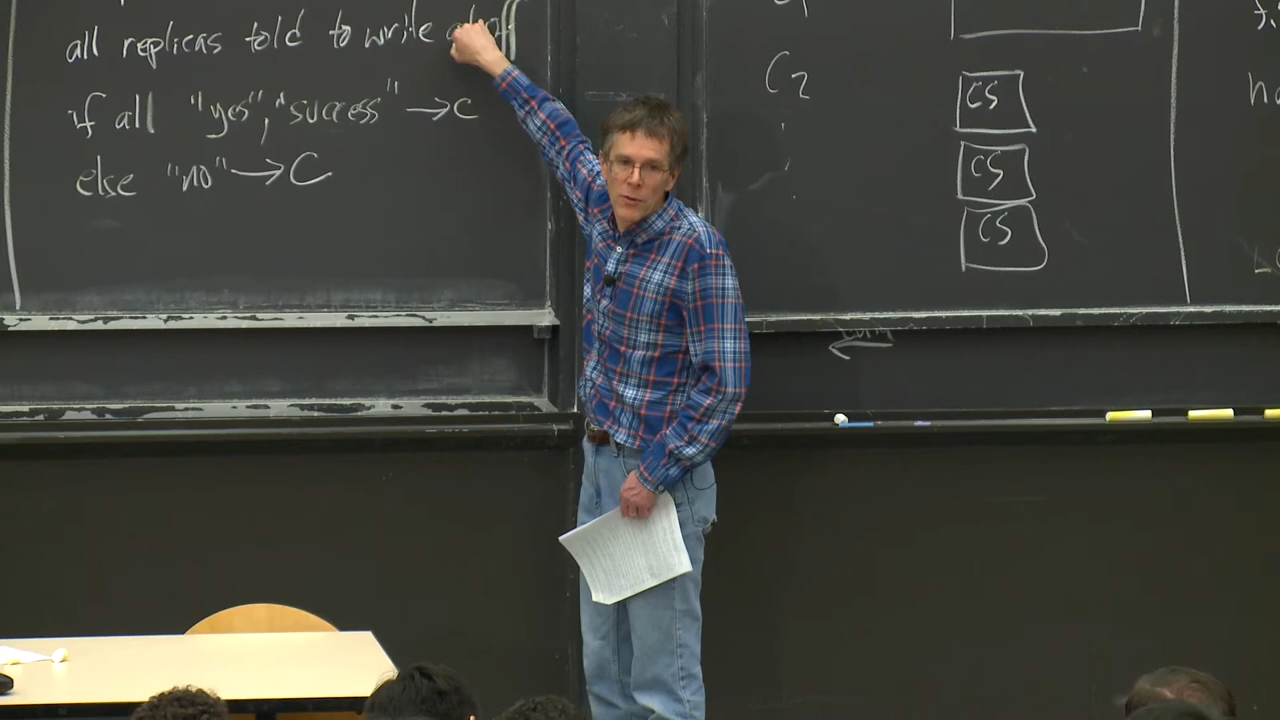 all replicas told to write
if all "yes", "success" → C
else "no" → C
C2
CS
CS
CS